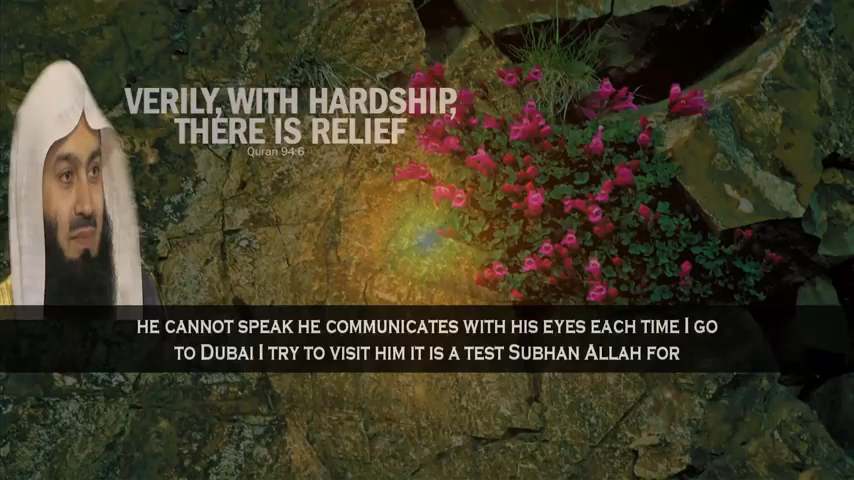 VERILY, WITH HARDSHIP,
THERE IS RELIEF
Quran 94:6
HE CANNOT SPEAK HE COMMUNICATES WITH HIS EYES EACH TIME I GO
TO DUBAI I TRY TO VISIT HIM IT IS A TEST SUBHAN ALLAH FOR